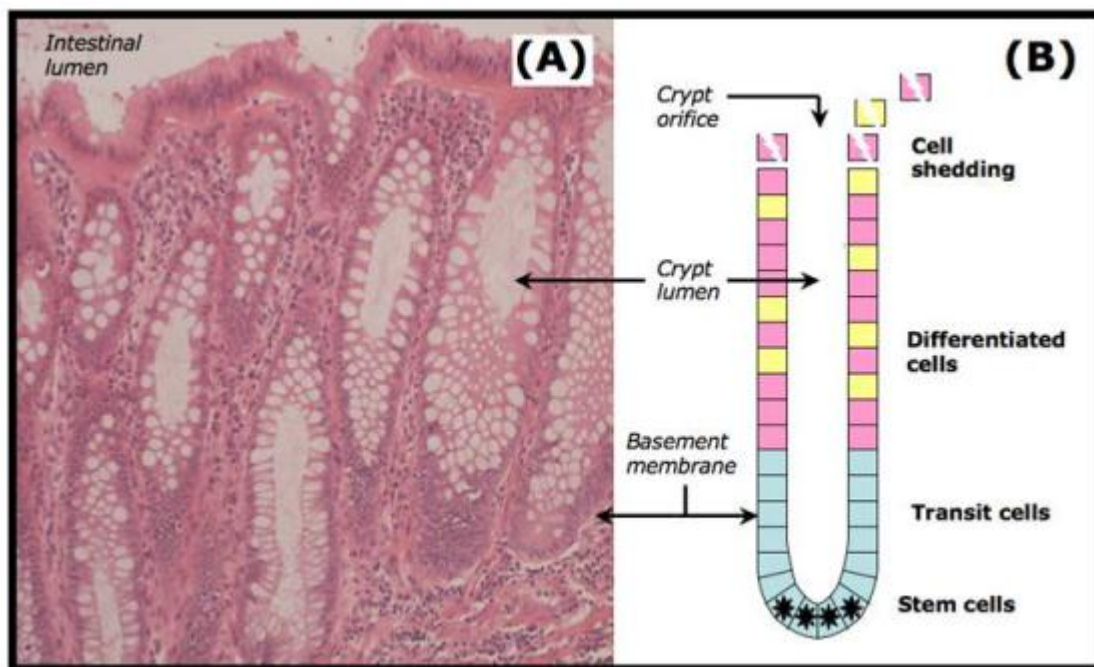 Intestinal
lumen
(A)
(B)
Crypt
orifice
Cell
shedding
Crypt
lumen
Differentiated
cells
Basement
membrane
Transit cells
Stem cells